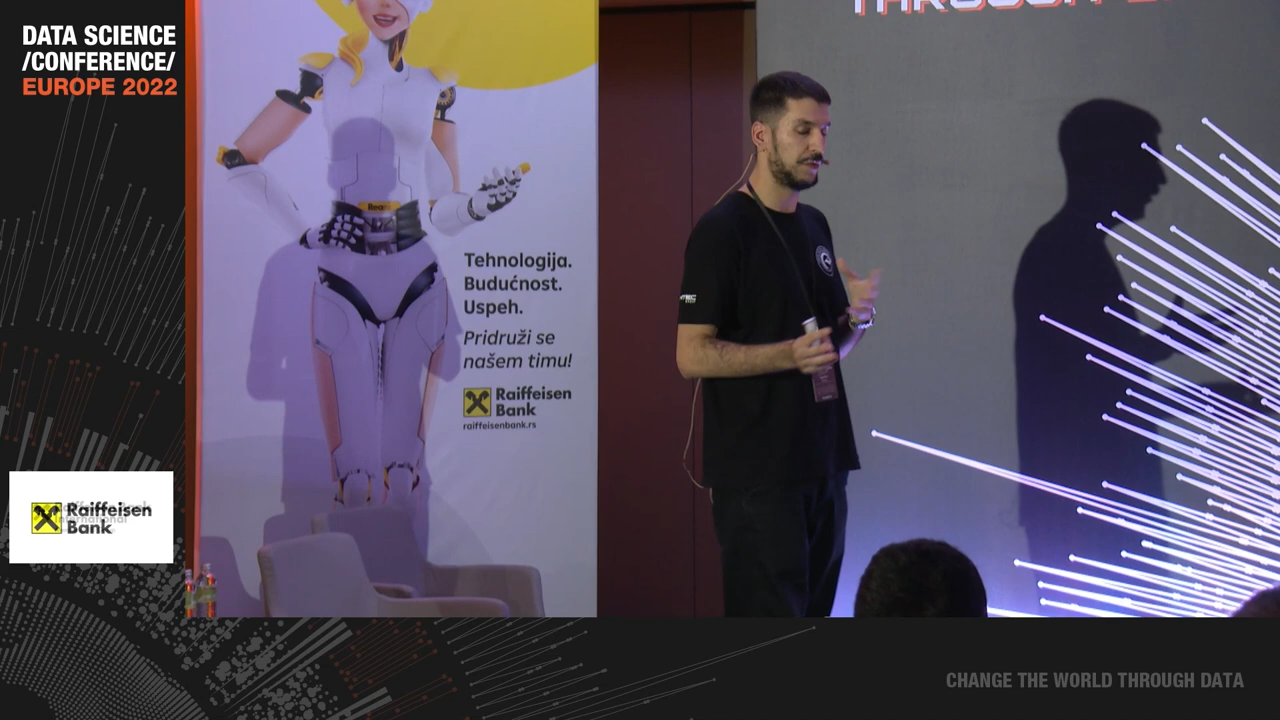 DATA SCIENCE
/CONFERENCE/
EUROPE 2022
THROUGH
Tehnologija.
Budućnost.
Uspeh.
Pridruži se
našem timu!
Raiffeisen
Bank
raiffeisenbank.rs
Raiffeisen
Bank
CHANGE THE WORLD THROUGH DATA